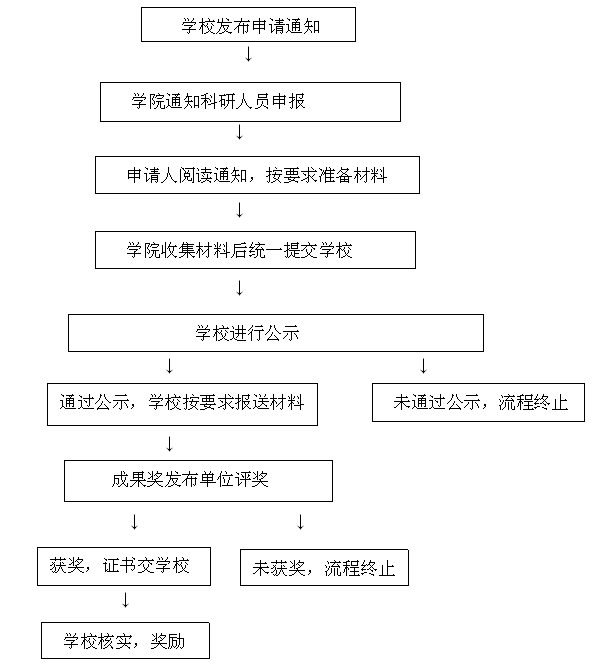 学校发布申请通知
↓
学院通知科研人员申报
↓
申请人阅读通知，按要求准备材料
↓
学院收集材料后统一提交学校
↓
学校进行公示
↓ ↓
通过公示，学校按要求报送材料 未通过公示，流程终止
↓
成果奖发布单位评奖
↓ ↓
获奖，证书交学校 未获奖，流程终止
↓
学校核实，奖励